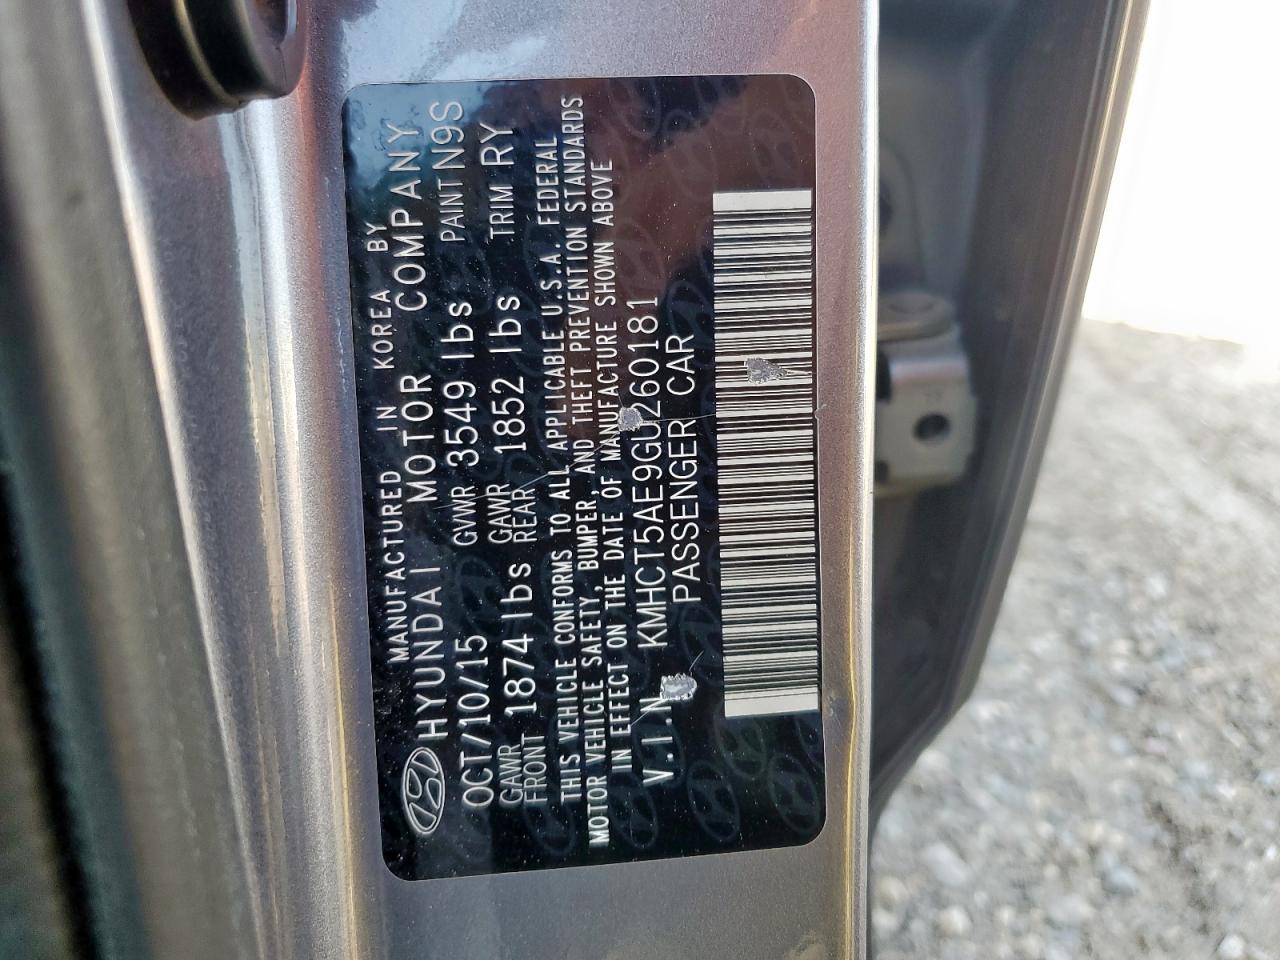 MANUFACTURED IN KOREA BY
HYUNDAI MOTOR COMPANY
OCT/10/15 GVWR 3549 lbs PAINT N9S
GAWR FRONT 1874 lbs GAWR REAR 1852 lbs TRIM RY
THIS VEHICLE CONFORMS TO ALL APPLICABLE U.S.A. FEDERAL
MOTOR VEHICLE SAFETY, BUMPER, AND THEFT PREVENTION STANDARDS
IN EFFECT ON THE DATE OF MANUFACTURE SHOWN ABOVE
V.I.N KMHCT5AE9GU260181
PASSENGER CAR